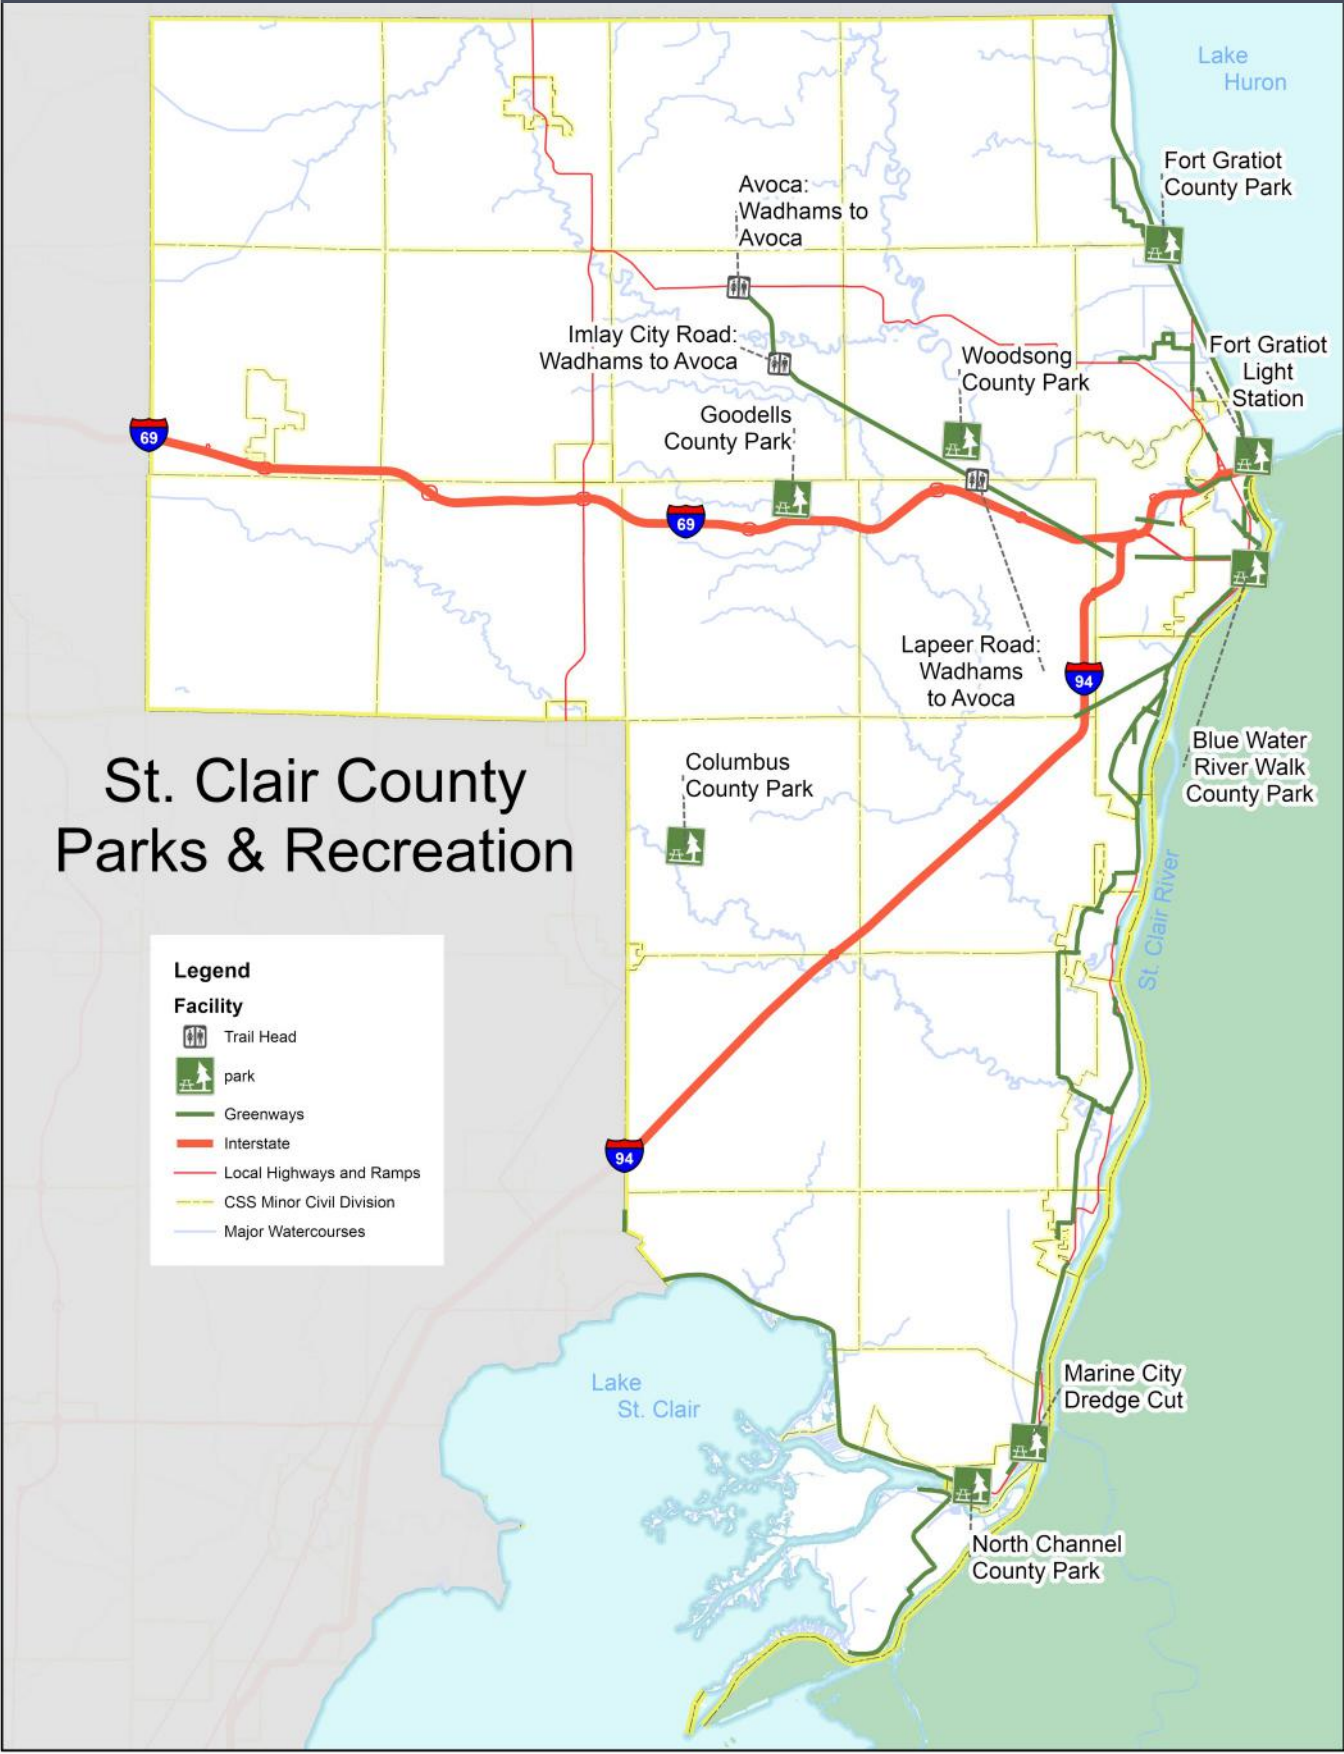 Lake
Huron
Fort Gratiot
County Park
Avoca:
Wadhams to
Avoca
Imlay City Road:
Wadhams to Avoca
Woodsong
County Park
Fort Gratiot
Light
Station
Goodells
County Park
69
69
Lapeer Road:
Wadhams
to Avoca
94
Blue Water
River Walk
County Park
Columbus
County Park
St. Clair County
Parks & Recreation
St. Clair River
Legend
Facility
Trail Head
park
Greenways
Interstate
Local Highways and Ramps
CSS Minor Civil Division
Major Watercourses
94
Lake
St. Clair
Marine City
Dredge Cut
North Channel
County Park